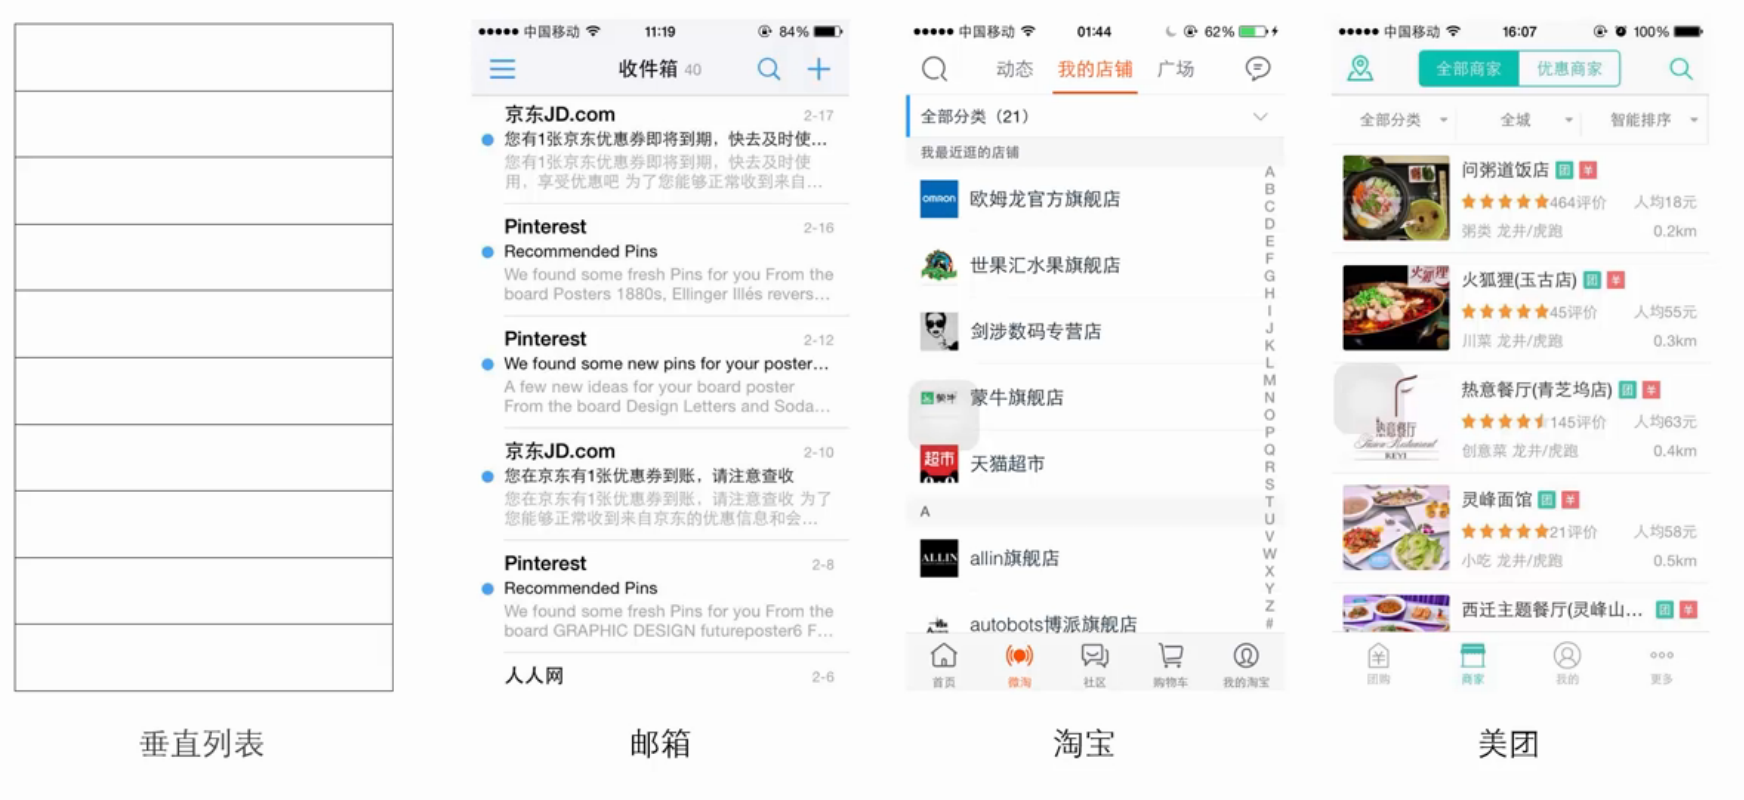 中国移动 11:19 84%
收件箱 40
京东JD.com 2-17
您有1张京东优惠券即将到期，快去及时使...
您有1张京东优惠券即将到期，快去及时使
用，享受优惠吧 为了您能够正常收到来自...
Pinterest 2-16
Recommended Pins
We found some fresh Pins for you From the
board Posters 1880s, Ellinger Illés revers...
Pinterest 2-12
We found some new pins for your poster...
A few new ideas for your board poster
From the board Design Letters and Soda...
京东JD.com 2-10
您在京东有1张优惠券到账，请注意查收
您在京东有1张优惠券到账，请注意查收 为了
您能够正常收到来自京东的优惠信息和会...
Pinterest 2-8
Recommended Pins
We found some fresh Pins for you From the
board GRAPHIC DESIGN futureposter6 F...
人人网 2-6
中国移动 01:44 62%
动态 我的店铺 广场
全部分类（21）
我最近逛的店铺
omron 欧姆龙官方旗舰店
世果汇水果旗舰店
剑涉数码专营店
蒙牛 蒙牛旗舰店
超市 天猫超市
A
ALLIN allin旗舰店
autobots博派旗舰店
A
B
C
D
E
F
G
H
I
J
K
L
M
N
O
P
Q
R
S
T
U
V
W
X
Y
Z
#
首页 微淘 社区 购物车 我的淘宝
中国移动 16:07 100%
全部商家 优惠商家
全部分类 全城 智能排序
问粥道饭店 团 ¥
464评价 人均18元
粥类 龙井/虎跑 0.2km
火狐狸
火狐狸(玉古店) 团 ¥
45评价 人均55元
川菜 龙井/虎跑 0.3km
热意餐厅
REYI
热意餐厅(青芝坞店) 团 ¥
145评价 人均63元
创意菜 龙井/虎跑 0.4km
灵峰面馆 团 ¥
21评价 人均58元
小吃 龙井/虎跑 0.5km
西迁主题餐厅(灵峰山... 团 ¥
团购 商家 我的 更多
垂直列表 邮箱 淘宝 美团